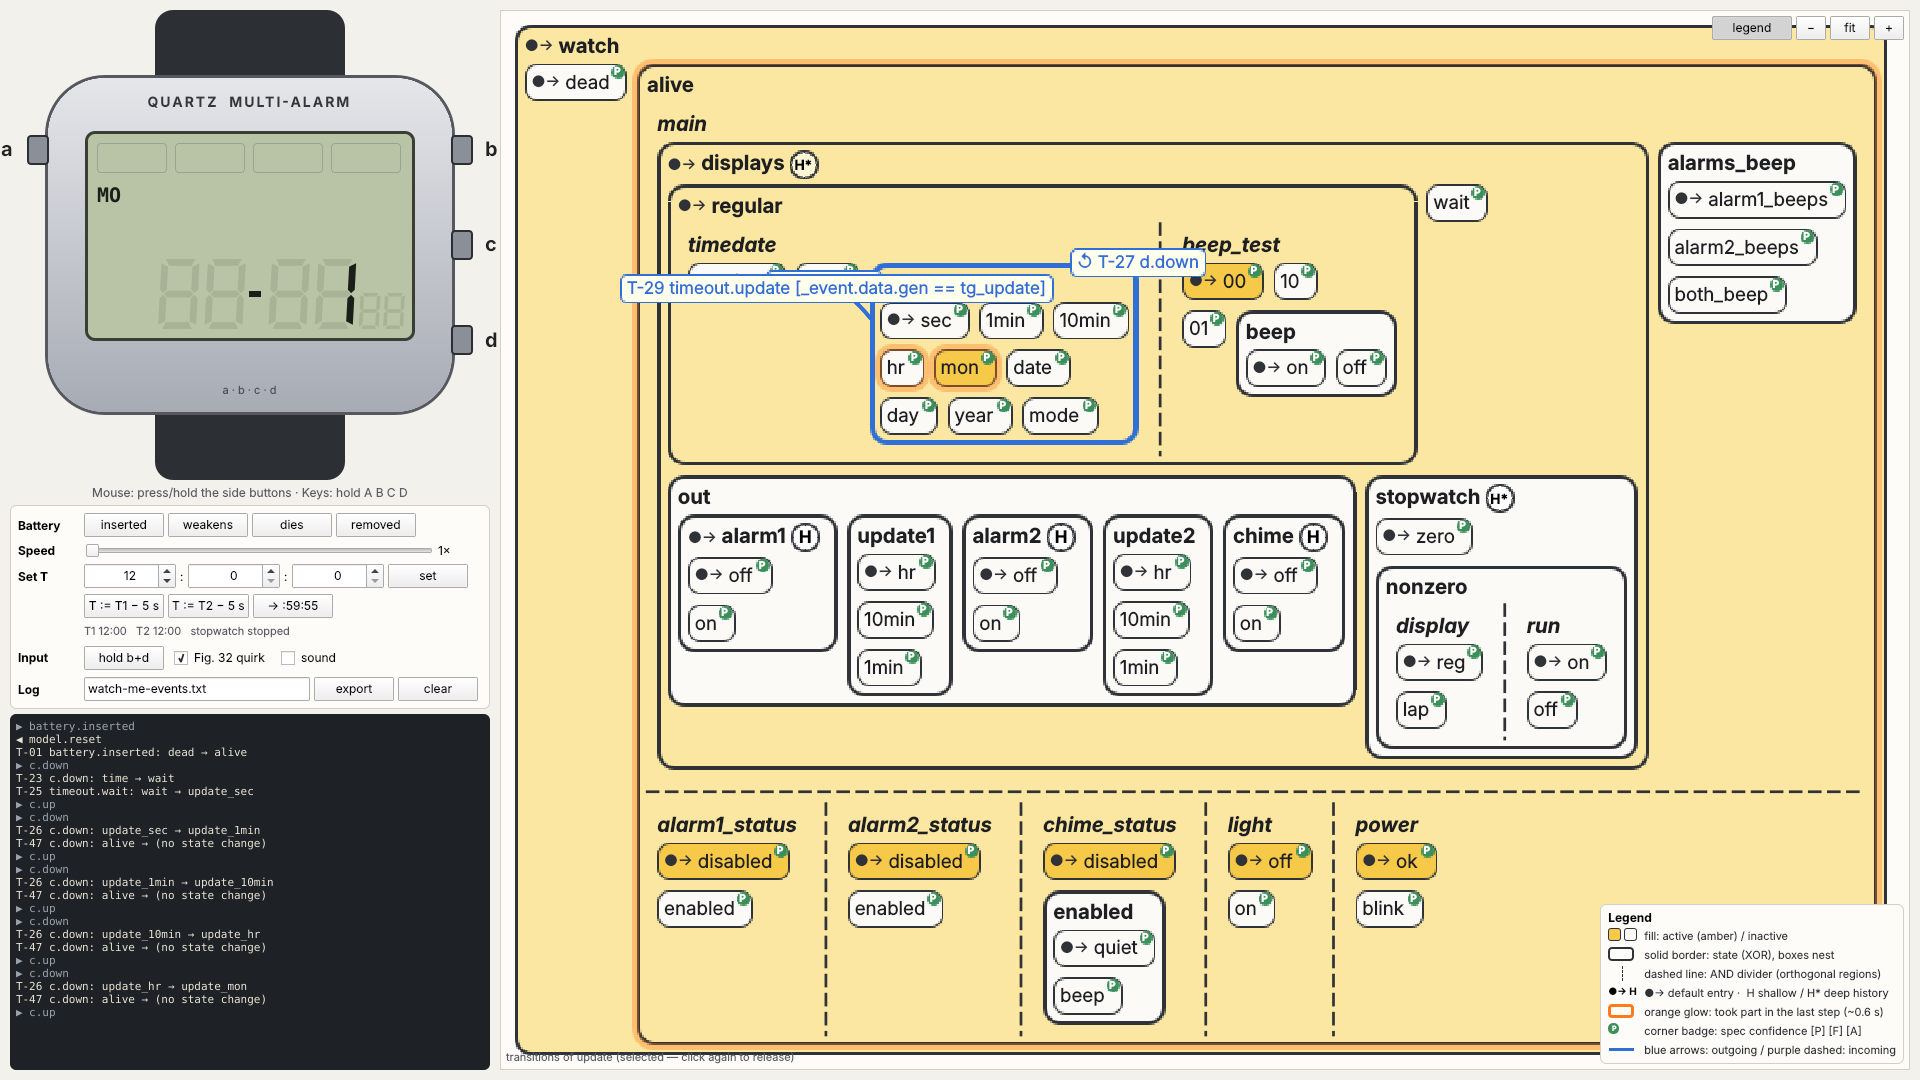 QUARTZ MULTI-ALARM
a
b
c
d
MO
- 1
a·b·c·d
Mouse: press/hold the side buttons · Keys: hold A B C D
Battery inserted weakens dies removed
Speed 1×
Set T 12 : 0 : 0 set
T := T1 − 5 s T := T2 − 5 s → :59:55
T1 12:00 T2 12:00 stopwatch stopped
Input hold b+d ✓ Fig. 32 quirk sound
Log watch-me-events.txt export clear
▶ battery.inserted
◀ model.reset
T-01 battery.inserted: dead → alive
▶ c.down
T-23 c.down: time → wait
T-25 timeout.wait: wait → update_sec
▶ c.up
▶ c.down
T-26 c.down: update_sec → update_1min
T-47 c.down: alive → (no state change)
▶ c.up
▶ c.down
T-26 c.down: update_1min → update_10min
T-47 c.down: alive → (no state change)
▶ c.up
▶ c.down
T-26 c.down: update_10min → update_hr
T-47 c.down: alive → (no state change)
▶ c.up
▶ c.down
T-26 c.down: update_hr → update_mon
T-47 c.down: alive → (no state change)
▶ c.up
legend − fit +
watch
dead
alive
main
displays H*
regular
wait
timedate
beep_test
T-27 d.down
T-29 timeout.update [_event.data.gen == tg_update]
00 10
sec 1min 10min
01
beep
on off
hr mon date
day year mode
alarms_beep
alarm1_beeps
alarm2_beeps
both_beep
out
alarm1 H update1 alarm2 H update2 chime H
off hr off hr off
on 10min on 10min on
1min 1min
stopwatch H*
zero
nonzero
display run
reg on
lap off
alarm1_status alarm2_status chime_status light power
disabled disabled disabled off ok
enabled enabled enabled on blink
quiet
beep
Legend
fill: active (amber) / inactive
solid border: state (XOR), boxes nest
dashed line: AND divider (orthogonal regions)
●→ H ●→ default entry · H shallow / H* deep history
orange glow: took part in the last step (~0.6 s)
P corner badge: spec confidence [P] [F] [A]
blue arrows: outgoing / purple dashed: incoming
transitions of update (selected — click again to release)